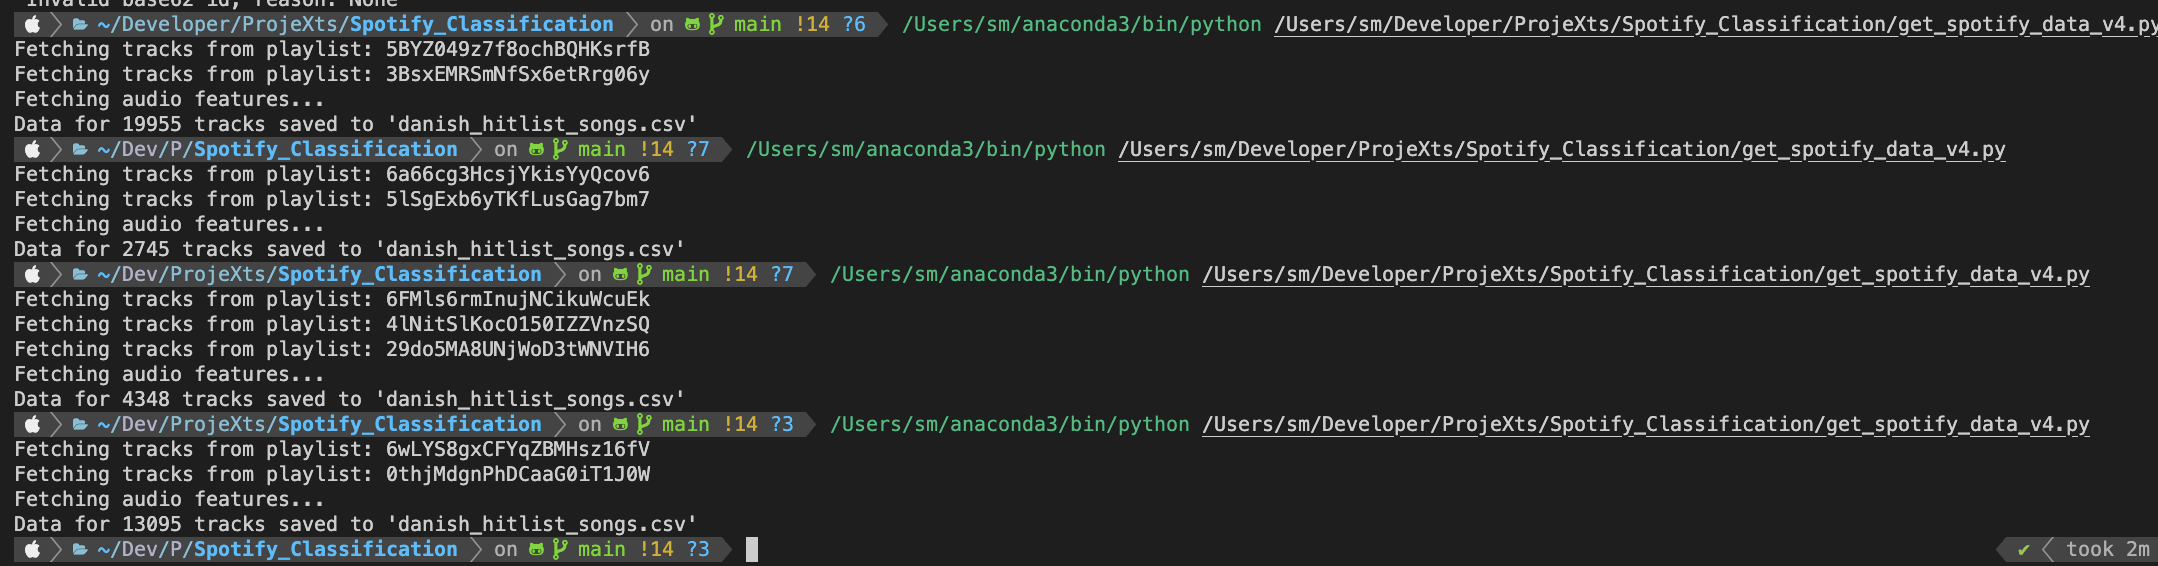 invalid base62 id, reason: None
~/Developer/ProjeXts/Spotify_Classification on main !14 ?6 /Users/sm/anaconda3/bin/python /Users/sm/Developer/ProjeXts/Spotify_Classification/get_spotify_data_v4.py
Fetching tracks from playlist: 5BYZ049z7f8ochBQHKsrfB
Fetching tracks from playlist: 3BsxEMRSmNfSx6etRrg06y
Fetching audio features...
Data for 19955 tracks saved to 'danish_hitlist_songs.csv'
~/Dev/P/Spotify_Classification on main !14 ?7 /Users/sm/anaconda3/bin/python /Users/sm/Developer/ProjeXts/Spotify_Classification/get_spotify_data_v4.py
Fetching tracks from playlist: 6a66cg3HcsjYkisYyQcov6
Fetching tracks from playlist: 5lSgExb6yTKfLusGag7bm7
Fetching audio features...
Data for 2745 tracks saved to 'danish_hitlist_songs.csv'
~/Dev/ProjeXts/Spotify_Classification on main !14 ?7 /Users/sm/anaconda3/bin/python /Users/sm/Developer/ProjeXts/Spotify_Classification/get_spotify_data_v4.py
Fetching tracks from playlist: 6FMls6rmInujNCikuWcuEk
Fetching tracks from playlist: 4lNitSlKocO150IZZVnzSQ
Fetching tracks from playlist: 29do5MA8UNjWoD3tWNVIH6
Fetching audio features...
Data for 4348 tracks saved to 'danish_hitlist_songs.csv'
~/Dev/ProjeXts/Spotify_Classification on main !14 ?3 /Users/sm/anaconda3/bin/python /Users/sm/Developer/ProjeXts/Spotify_Classification/get_spotify_data_v4.py
Fetching tracks from playlist: 6wLYS8gxCFYqZBMHsz16fV
Fetching tracks from playlist: 0thjMdgnPhDCaaG0iT1J0W
Fetching audio features...
Data for 13095 tracks saved to 'danish_hitlist_songs.csv'
~/Dev/P/Spotify_Classification on main !14 ?3 ✔ took 2m